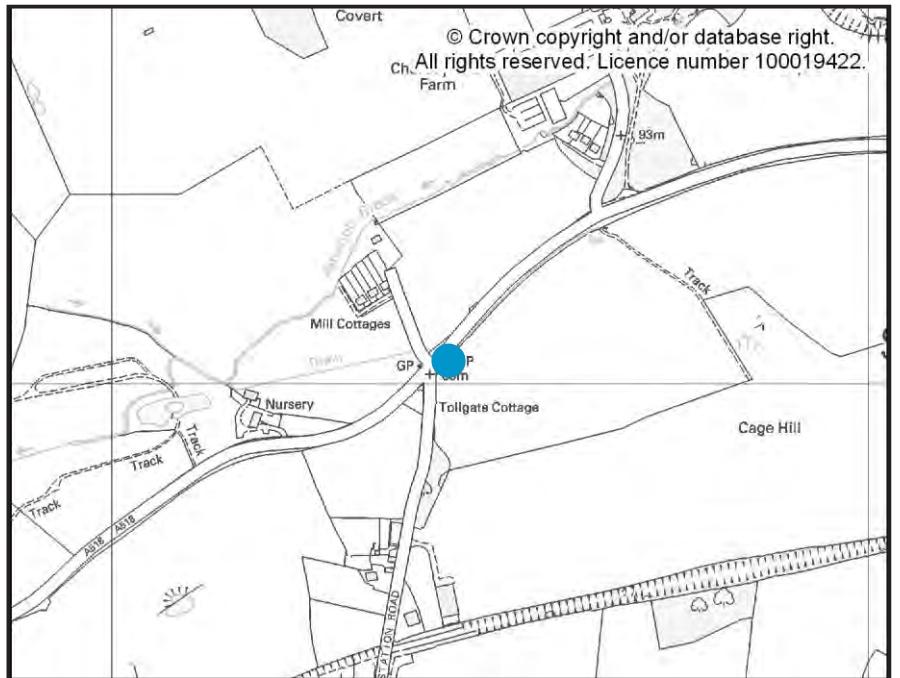 Covert
© Crown copyright and/or database right.
All rights reserved. Licence number 100019422.
Farm
93m
Track
Mill Cottages
Drain
GP
Nursery
Tollgate Cottage
Cage Hill
Track
Track
Track
A518
A518
STATION ROAD